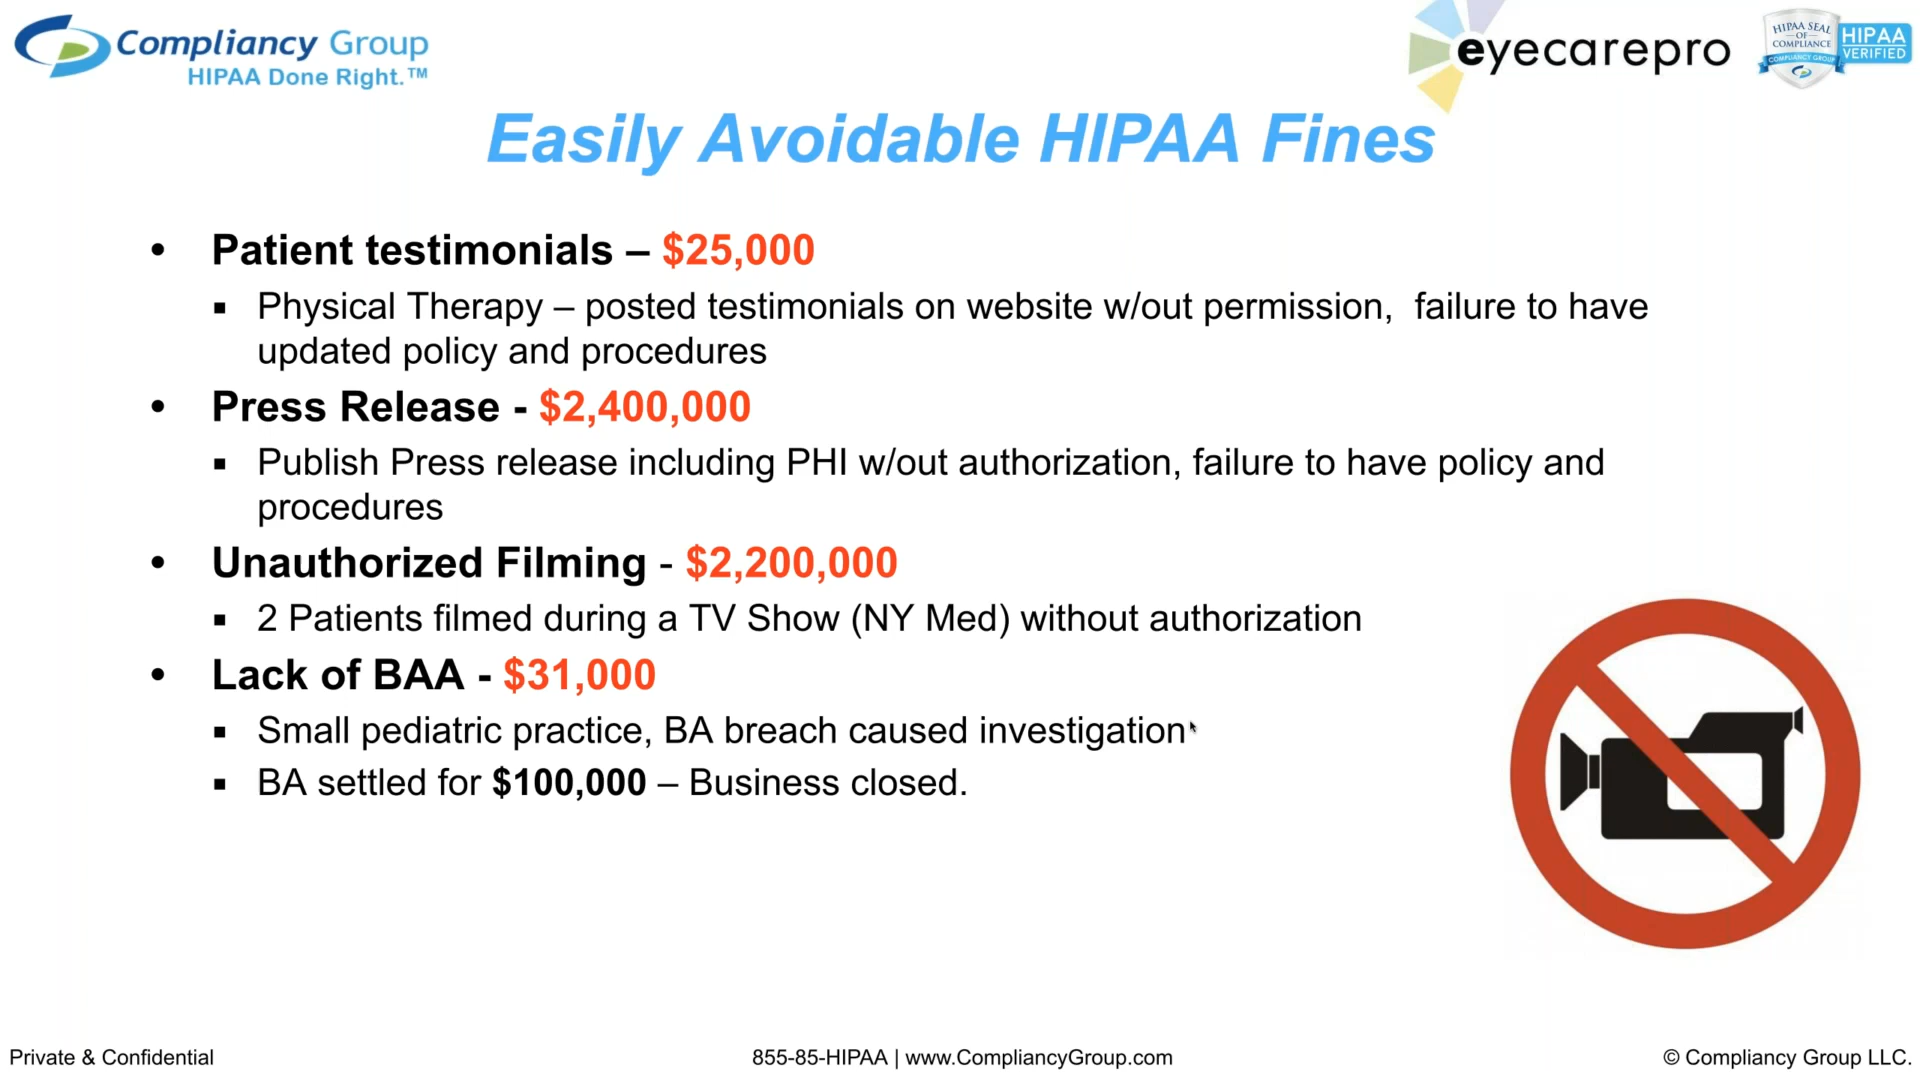 Compliancy Group
HIPAA Done Right.™
eyecarepro
HIPAA SEAL
OF
COMPLIANCE
COMPLIANCY GROUP
HIPAA
VERIFIED
Easily Avoidable HIPAA Fines
• Patient testimonials – $25,000
▪ Physical Therapy – posted testimonials on website w/out permission,  failure to have
updated policy and procedures
• Press Release - $2,400,000
▪ Publish Press release including PHI w/out authorization, failure to have policy and
procedures
• Unauthorized Filming - $2,200,000
▪ 2 Patients filmed during a TV Show (NY Med) without authorization
• Lack of BAA - $31,000
▪ Small pediatric practice, BA breach caused investigation
▪ BA settled for $100,000 – Business closed.
Private & Confidential
855-85-HIPAA | www.CompliancyGroup.com
© Compliancy Group LLC.